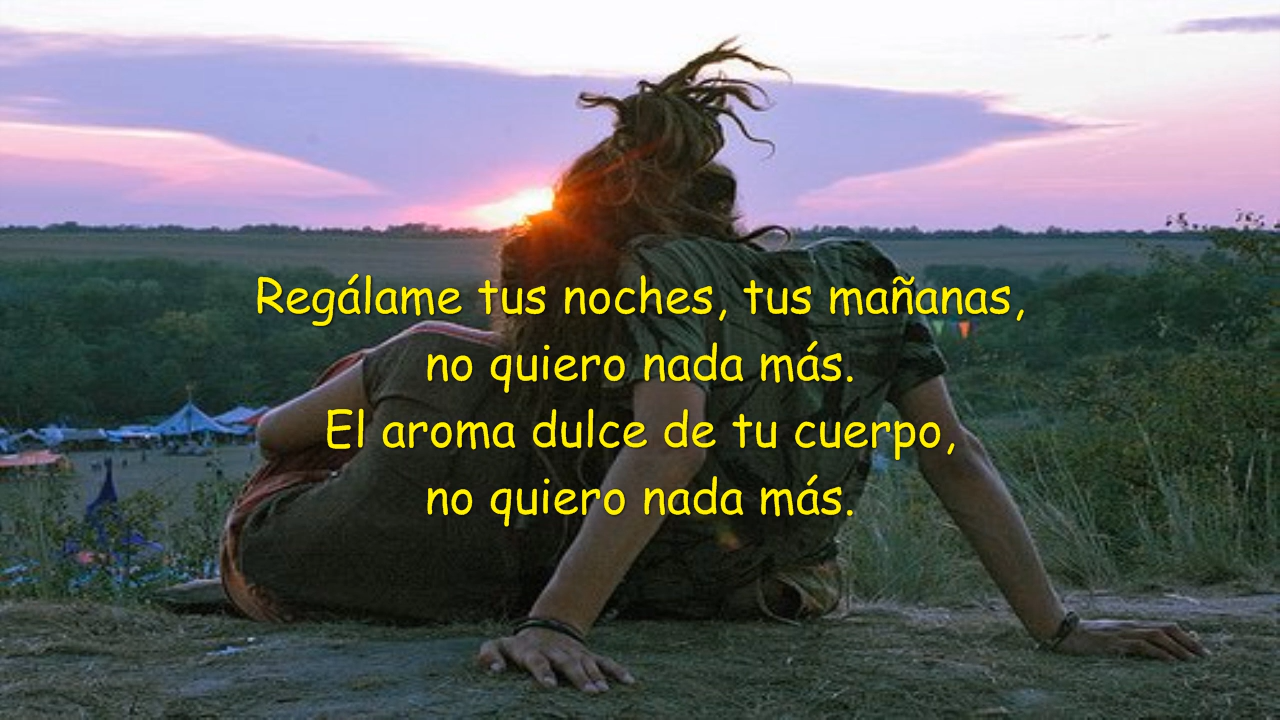 Regálame tus noches, tus mañanas,
no quiero nada más.
El aroma dulce de tu cuerpo,
no quiero nada más.